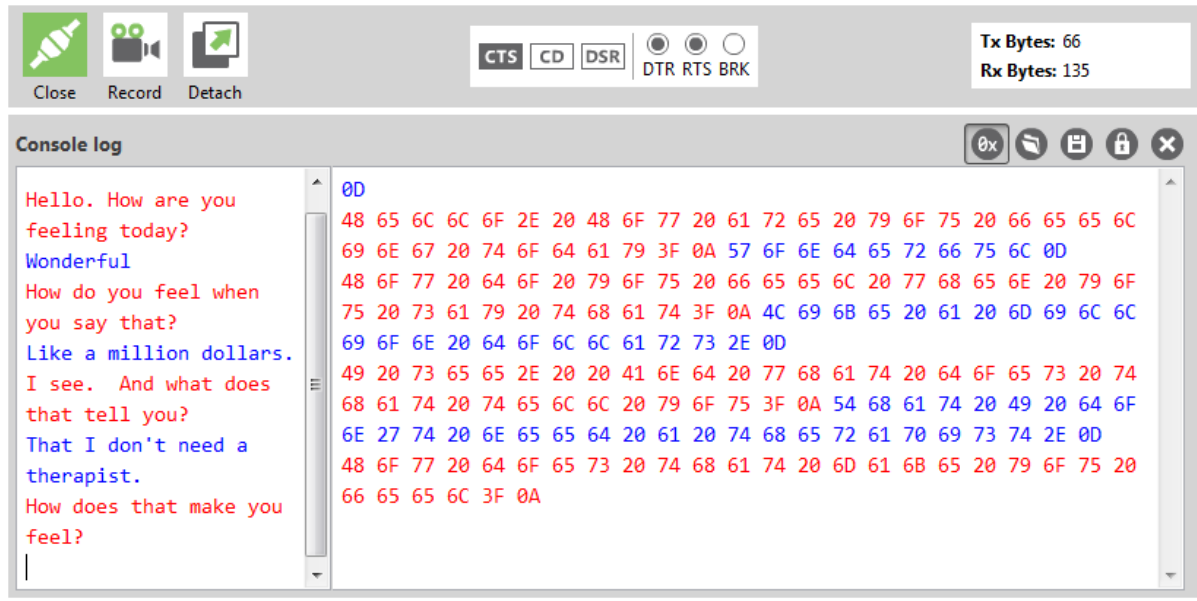 Close
Record
Detach
CTS
CD
DSR
DTR RTS BRK
Tx Bytes: 66
Rx Bytes: 135
Console log
0x
Hello. How are you
feeling today?
Wonderful
How do you feel when
you say that?
Like a million dollars.
I see.  And what does
that tell you?
That I don't need a
therapist.
How does that make you
feel?
0D
48 65 6C 6C 6F 2E 20 48 6F 77 20 61 72 65 20 79 6F 75 20 66 65 65 6C
69 6E 67 20 74 6F 64 61 79 3F 0A 57 6F 6E 64 65 72 66 75 6C 0D
48 6F 77 20 64 6F 20 79 6F 75 20 66 65 65 6C 20 77 68 65 6E 20 79 6F
75 20 73 61 79 20 74 68 61 74 3F 0A 4C 69 6B 65 20 61 20 6D 69 6C 6C
69 6F 6E 20 64 6F 6C 6C 61 72 73 2E 0D
49 20 73 65 65 2E 20 20 41 6E 64 20 77 68 61 74 20 64 6F 65 73 20 74
68 61 74 20 74 65 6C 6C 20 79 6F 75 3F 0A 54 68 61 74 20 49 20 64 6F
6E 27 74 20 6E 65 65 64 20 61 20 74 68 65 72 61 70 69 73 74 2E 0D
48 6F 77 20 64 6F 65 73 20 74 68 61 74 20 6D 61 6B 65 20 79 6F 75 20
66 65 65 6C 3F 0A